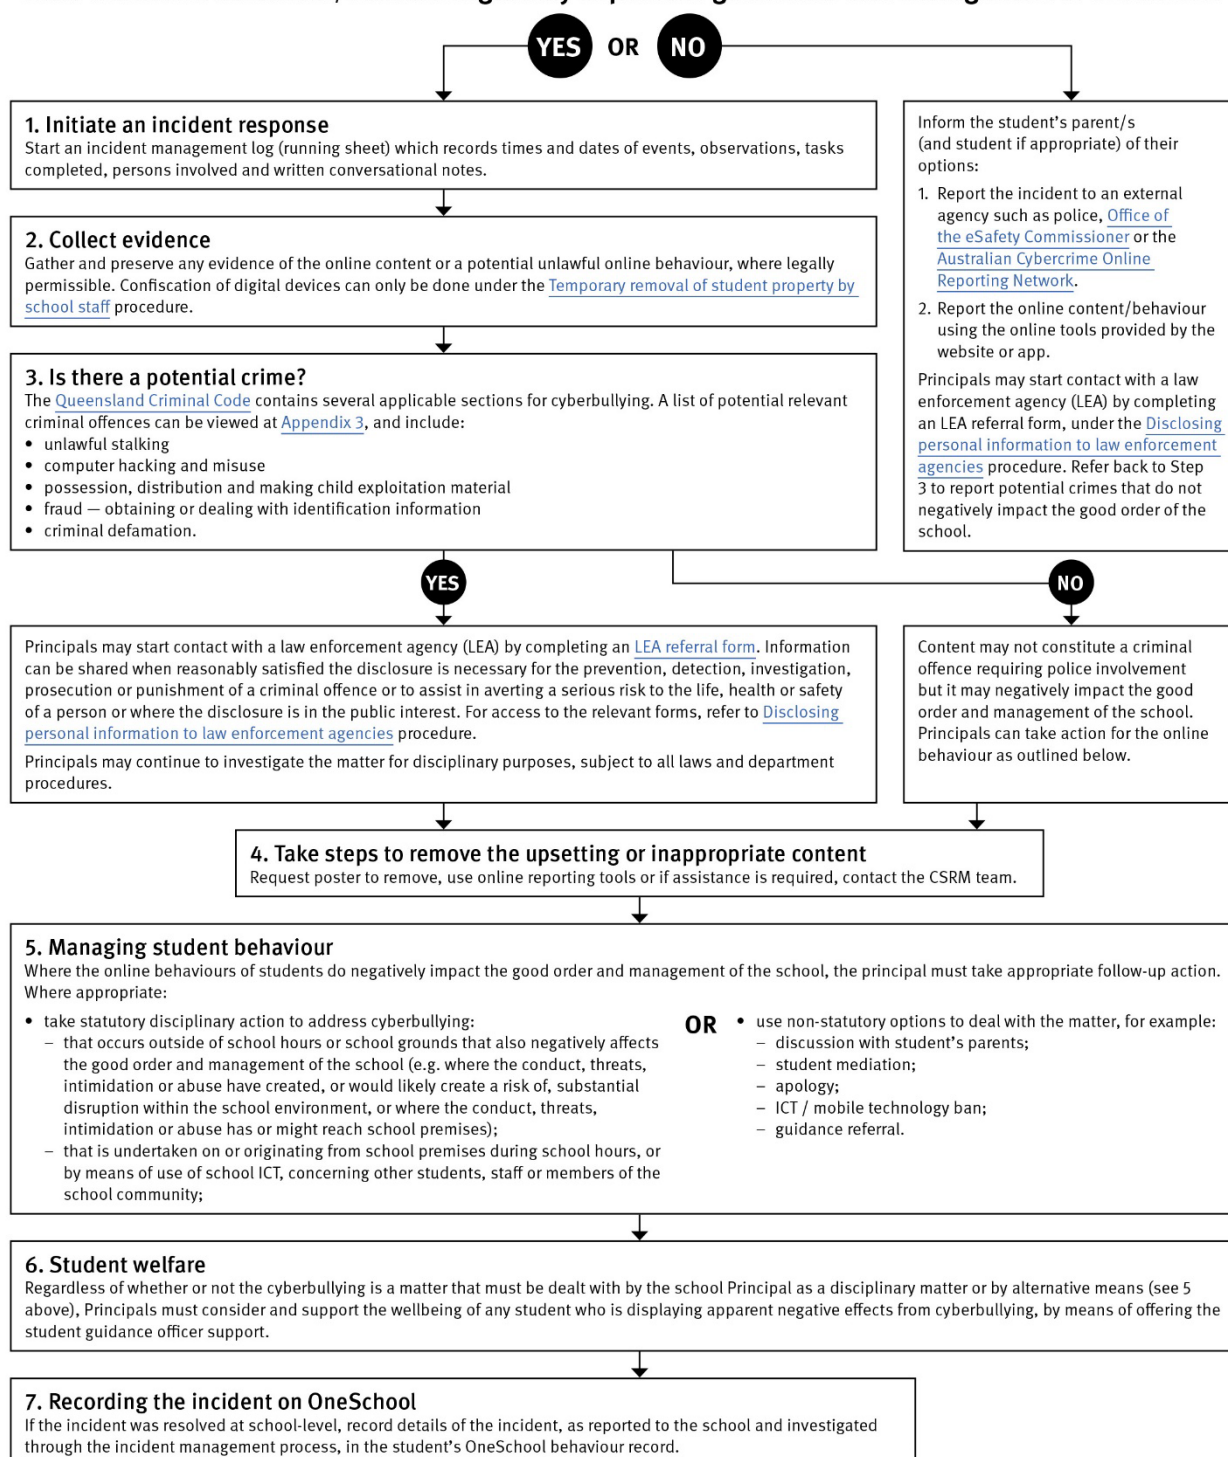 YES OR NO
1. Initiate an incident response
Start an incident management log (running sheet) which records times and dates of events, observations, tasks
completed, persons involved and written conversational notes.
2. Collect evidence
Gather and preserve any evidence of the online content or a potential unlawful online behaviour, where legally
permissible. Confiscation of digital devices can only be done under the Temporary removal of student property by
school staff procedure.
3. Is there a potential crime?
The Queensland Criminal Code contains several applicable sections for cyberbullying. A list of potential relevant
criminal offences can be viewed at Appendix 3, and include:
• unlawful stalking
• computer hacking and misuse
• possession, distribution and making child exploitation material
• fraud — obtaining or dealing with identification information
• criminal defamation.
Inform the student's parent/s
(and student if appropriate) of their
options:
1. Report the incident to an external
agency such as police, Office of
the eSafety Commissioner or the
Australian Cybercrime Online
Reporting Network.
2. Report the online content/behaviour
using the online tools provided by the
website or app.
Principals may start contact with a law
enforcement agency (LEA) by completing
an LEA referral form, under the Disclosing
personal information to law enforcement
agencies procedure. Refer back to Step
3 to report potential crimes that do not
negatively impact the good order of the
school.
YES
NO
Principals may start contact with a law enforcement agency (LEA) by completing an LEA referral form. Information
can be shared when reasonably satisfied the disclosure is necessary for the prevention, detection, investigation,
prosecution or punishment of a criminal offence or to assist in averting a serious risk to the life, health or safety
of a person or where the disclosure is in the public interest. For access to the relevant forms, refer to Disclosing
personal information to law enforcement agencies procedure.
Principals may continue to investigate the matter for disciplinary purposes, subject to all laws and department
procedures.
Content may not constitute a criminal
offence requiring police involvement
but it may negatively impact the good
order and management of the school.
Principals can take action for the online
behaviour as outlined below.
4. Take steps to remove the upsetting or inappropriate content
Request poster to remove, use online reporting tools or if assistance is required, contact the CSRM team.
5. Managing student behaviour
Where the online behaviours of students do negatively impact the good order and management of the school, the principal must take appropriate follow-up action.
Where appropriate:
• take statutory disciplinary action to address cyberbullying:
– that occurs outside of school hours or school grounds that also negatively affects
the good order and management of the school (e.g. where the conduct, threats,
intimidation or abuse have created, or would likely create a risk of, substantial
disruption within the school environment, or where the conduct, threats,
intimidation or abuse has or might reach school premises);
– that is undertaken on or originating from school premises during school hours, or
by means of use of school ICT, concerning other students, staff or members of the
school community;
OR
• use non-statutory options to deal with the matter, for example:
– discussion with student's parents;
– student mediation;
– apology;
– ICT / mobile technology ban;
– guidance referral.
6. Student welfare
Regardless of whether or not the cyberbullying is a matter that must be dealt with by the school Principal as a disciplinary matter or by alternative means (see 5
above), Principals must consider and support the wellbeing of any student who is displaying apparent negative effects from cyberbullying, by means of offering the
student guidance officer support.
7. Recording the incident on OneSchool
If the incident was resolved at school-level, record details of the incident, as reported to the school and investigated
through the incident management process, in the student's OneSchool behaviour record.